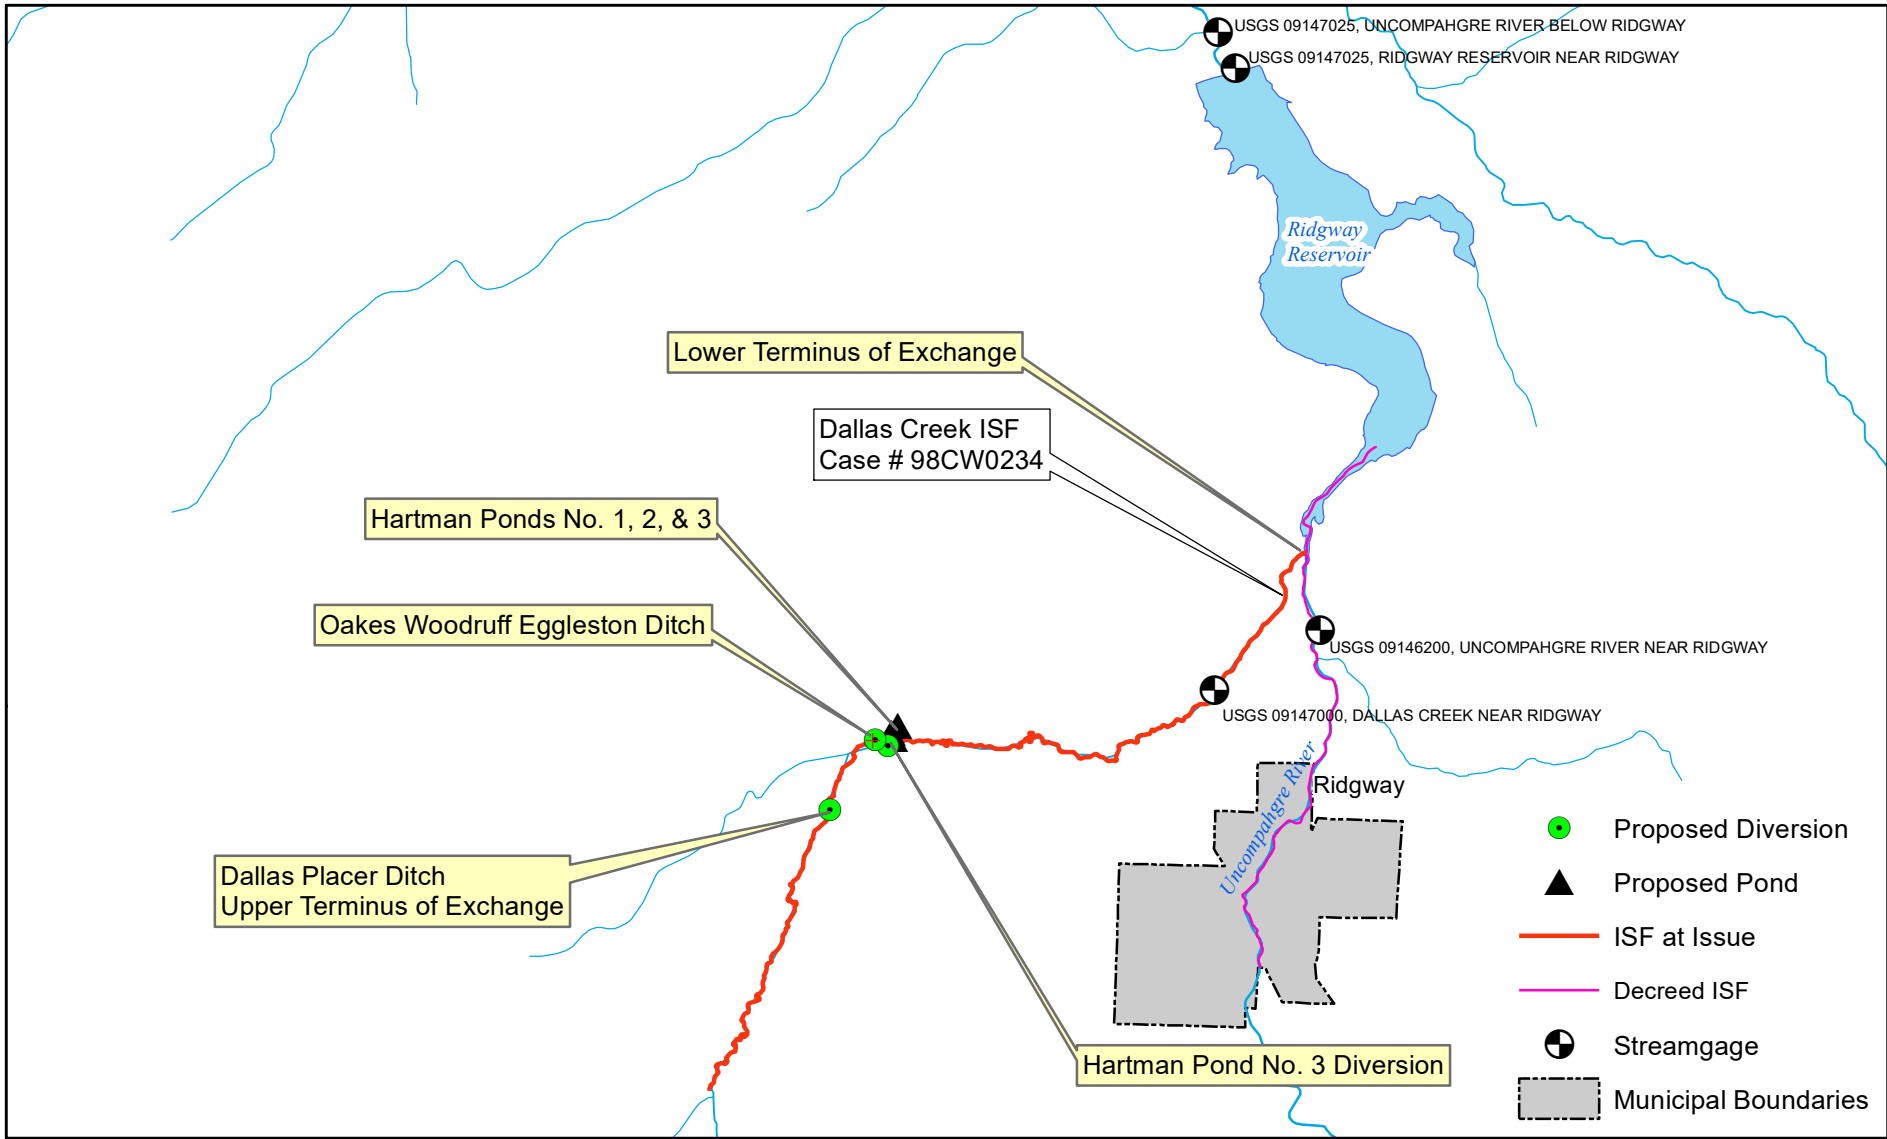 USGS 09147025, UNCOMPAHGRE RIVER BELOW RIDGWAY
USGS 09147025, RIDGWAY RESERVOIR NEAR RIDGWAY
Ridgway
Reservoir
Lower Terminus of Exchange
Dallas Creek ISF
Case # 98CW0234
Hartman Ponds No. 1, 2, & 3
Oakes Woodruff Eggleston Ditch
USGS 09146200, UNCOMPAHGRE RIVER NEAR RIDGWAY
USGS 09147000, DALLAS CREEK NEAR RIDGWAY
Uncompahgre River
Ridgway
Dallas Placer Ditch
Upper Terminus of Exchange
Hartman Pond No. 3 Diversion
Proposed Diversion
Proposed Pond
ISF at Issue
Decreed ISF
Streamgage
Municipal Boundaries